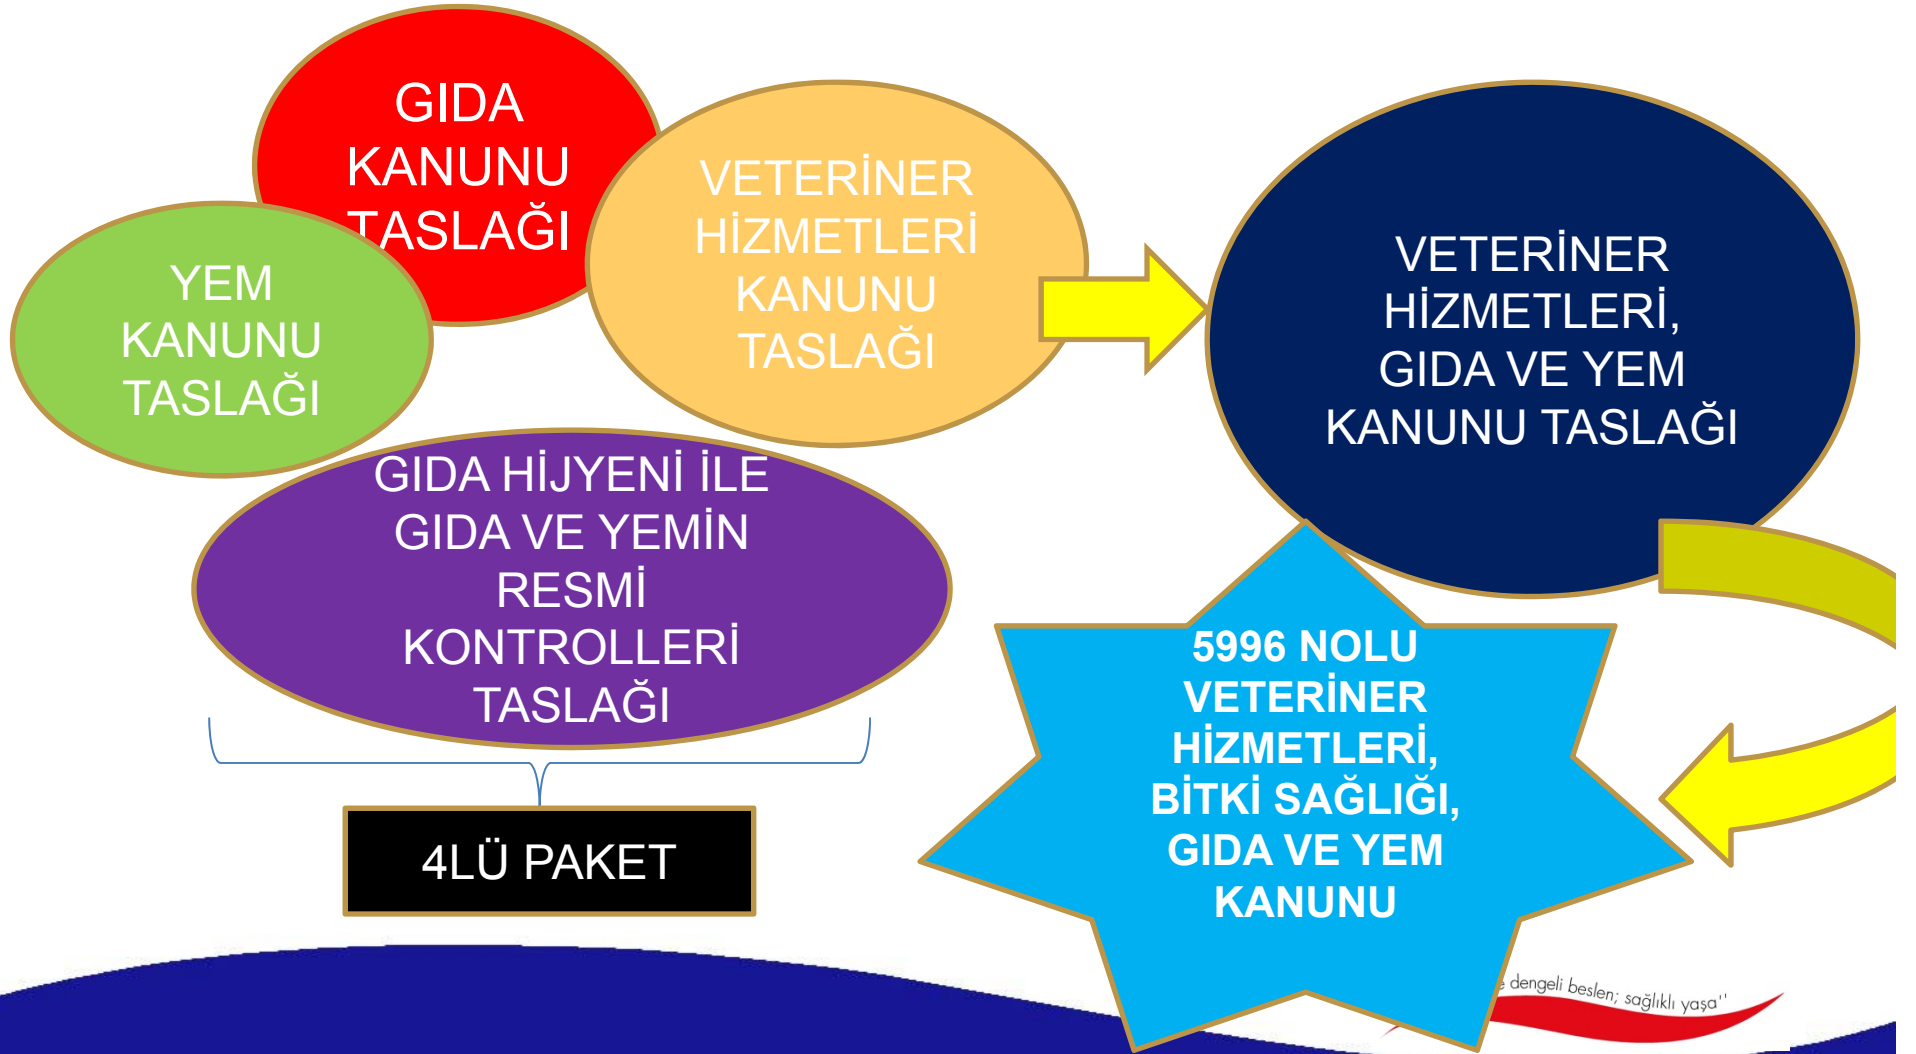 GIDA
KANUNU
TASLAĞI
VETERİNER
HİZMETLERİ
KANUNU
TASLAĞI
YEM
KANUNU
TASLAĞI
GIDA HİJYENİ İLE
GIDA VE YEMİN
RESMİ
KONTROLLERİ
TASLAĞI
4LÜ PAKET
VETERİNER
HİZMETLERİ,
GIDA VE YEM
KANUNU TASLAĞI
5996 NOLU
VETERİNER
HİZMETLERİ,
BİTKİ SAĞLIĞI,
GIDA VE YEM
KANUNU
dengeli beslen; sağlıklı yaşa''